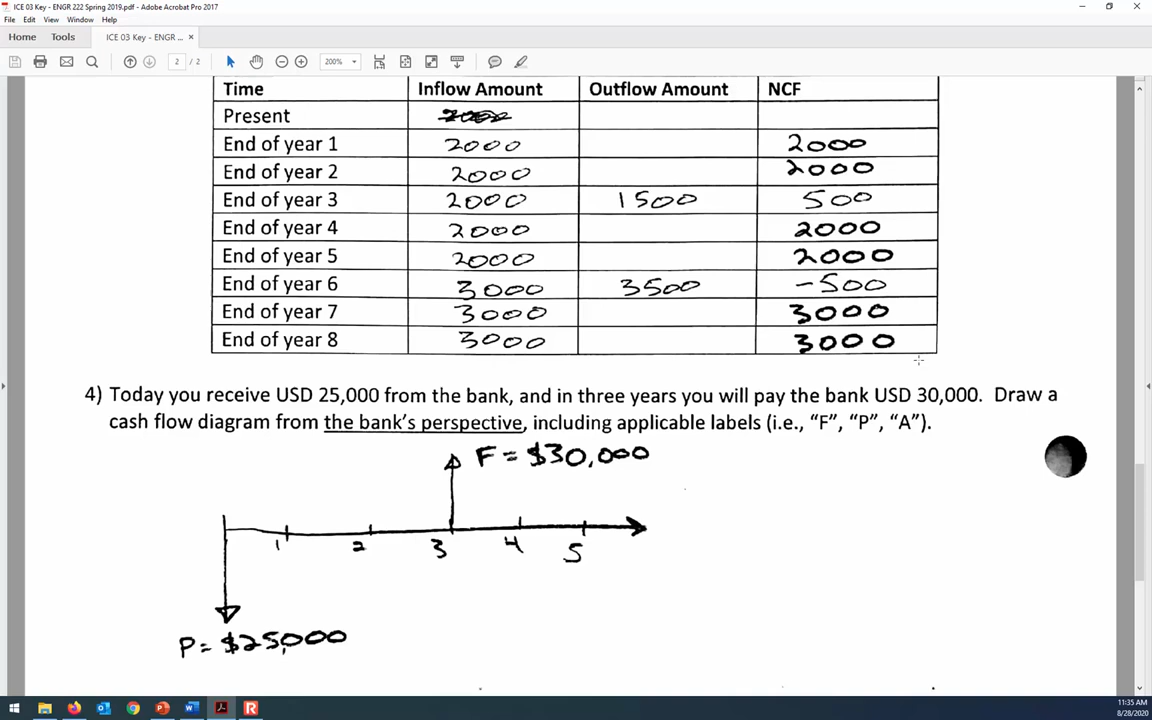 ICE 03 Key - ENGR 222 Spring 2019.pdf - Adobe Acrobat Pro 2017
File Edit View Window Help
Home Tools ICE 03 Key - ENGR ... ×
2 / 2 200%
Time Inflow Amount Outflow Amount NCF
Present
End of year 1 2000 2000
End of year 2 2000 2000
End of year 3 2000 1500 500
End of year 4 2000 2000
End of year 5 2000 2000
End of year 6 3000 3500 -500
End of year 7 3000 3000
End of year 8 3000 3000
4) Today you receive USD 25,000 from the bank, and in three years you will pay the bank USD 30,000. Draw a
cash flow diagram from the bank's perspective, including applicable labels (i.e., "F", "P", "A").
F = $30,000
1 2 3 4 5
P = $25,000
11:35 AM
8/28/2020